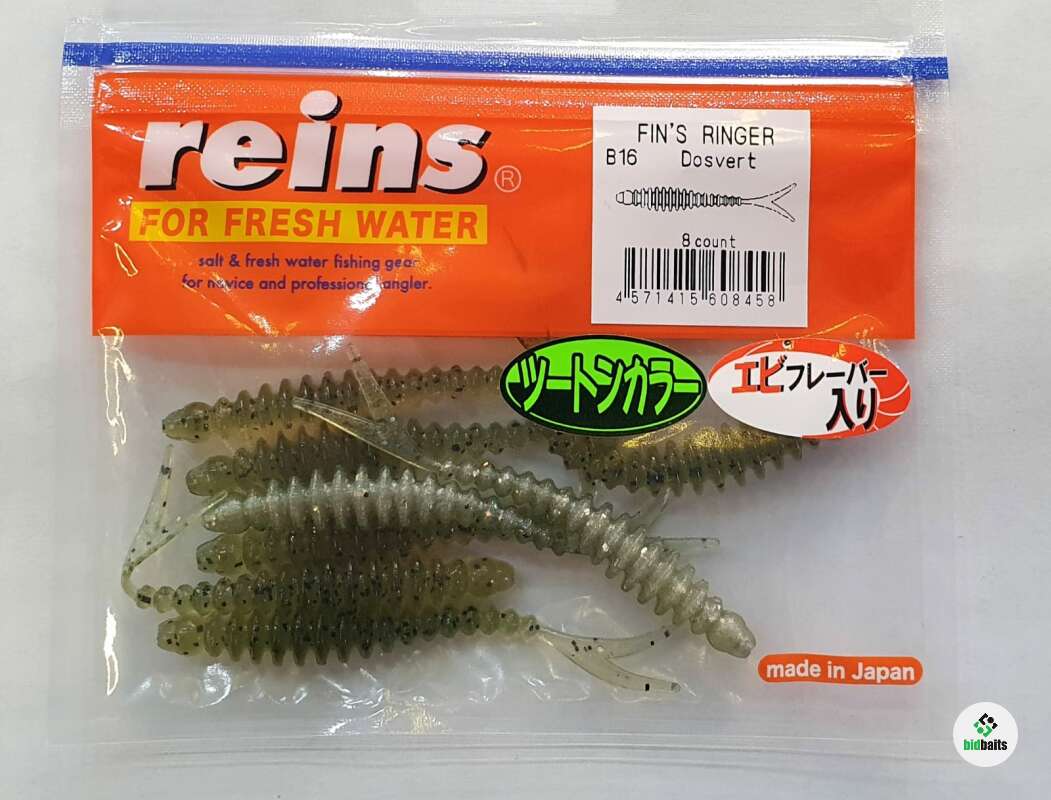 reins®
FOR FRESH WATER
salt & fresh water fishing gear
for novice and professional angler.
FIN'S RINGER
B16 Dosvert
8 count
4 571415 608458
ツートンカラー
エビフレーバー
入り
made in Japan
bidbaits